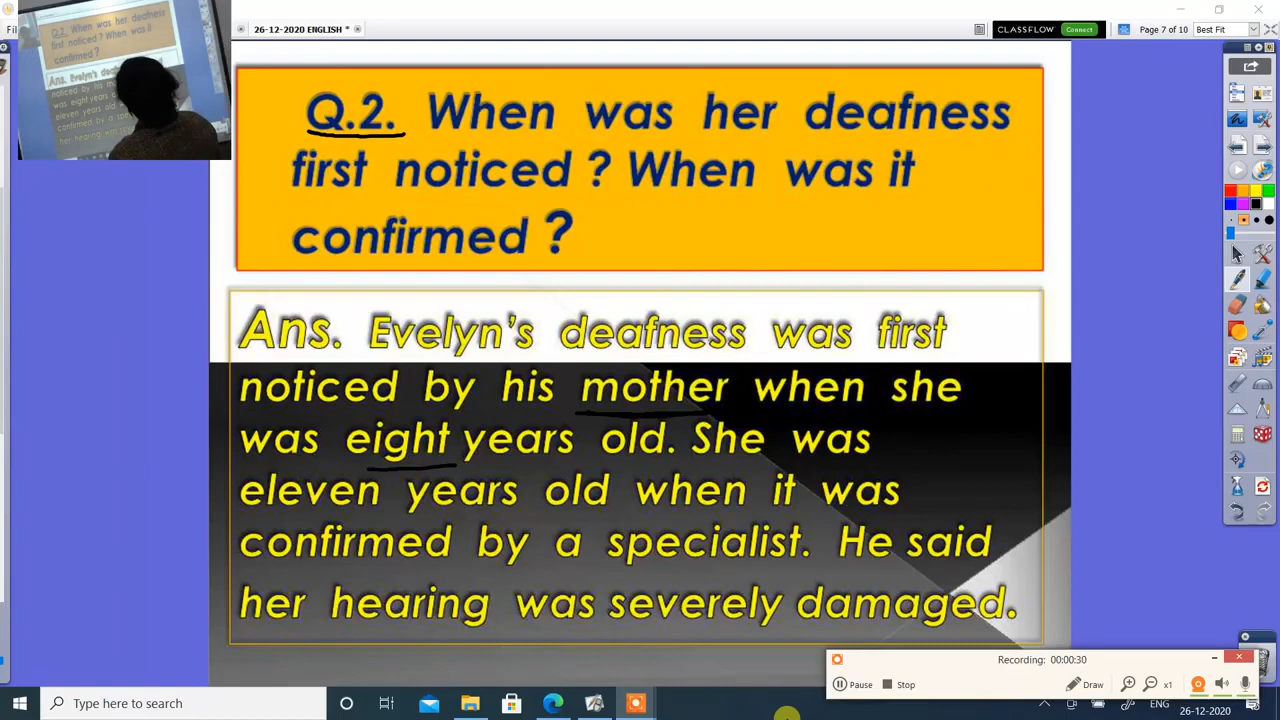 26-12-2020 ENGLISH *
CLASSFLOW
Connect
Page 7 of 10
Best Fit
Q.2. When was her deafness
first noticed ? When was it
confirmed ?
Ans. Evelyn's deafness was first
noticed by his mother when she
was eight years old. She was
eleven years old when it was
confirmed by a specialist. He said
her hearing was severely damaged.
Recording: 00:00:30
Pause
Stop
Draw
x1
Type here to search
ENG
26-12-2020